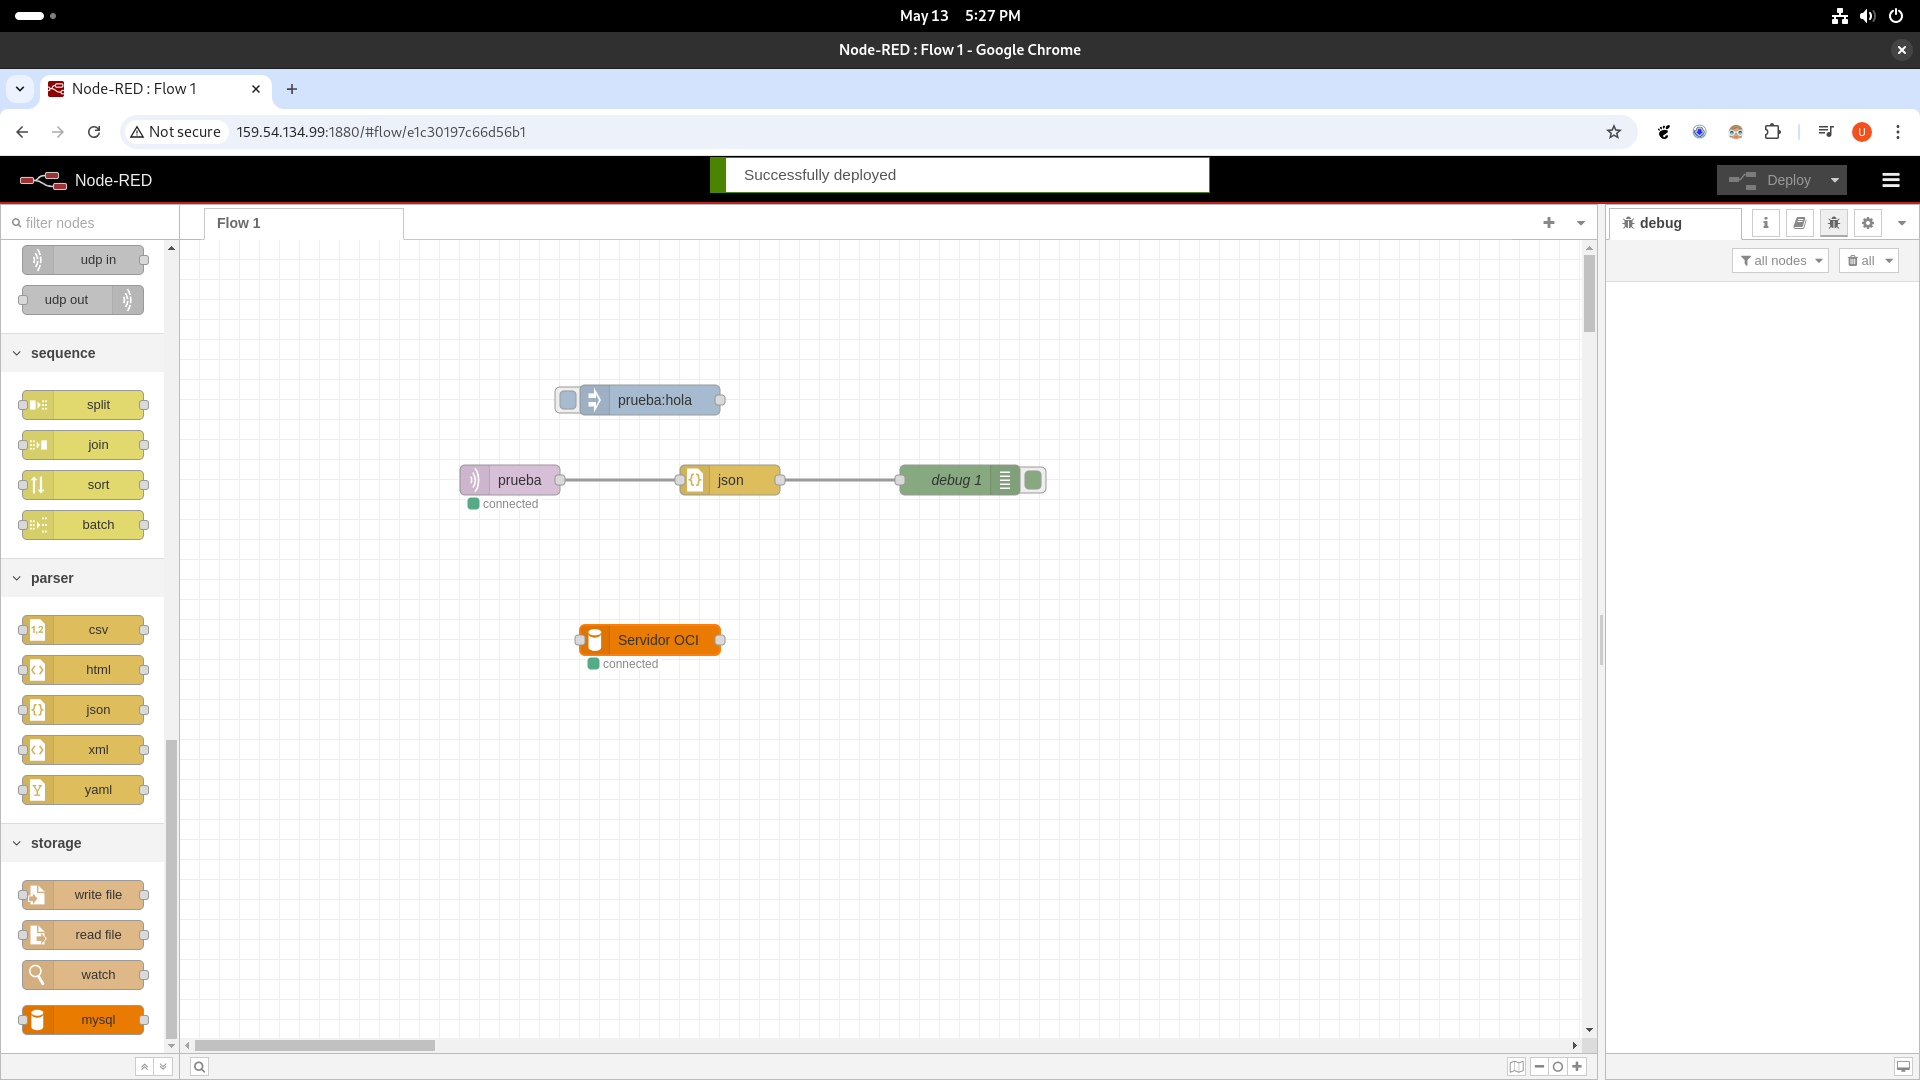 May 13 5:27 PM
Node-RED : Flow 1 - Google Chrome
Node-RED : Flow 1
Not secure 159.54.134.99:1880/#flow/e1c30197c66d56b1
U
Node-RED
Successfully deployed
Deploy
filter nodes
Flow 1
debug
i
all nodes
all
udp in
udp out
sequence
split
join
sort
batch
parser
csv
html
json
xml
yaml
storage
write file
read file
watch
mysql
prueba:hola
prueba
connected
json
debug 1
Servidor OCI
connected